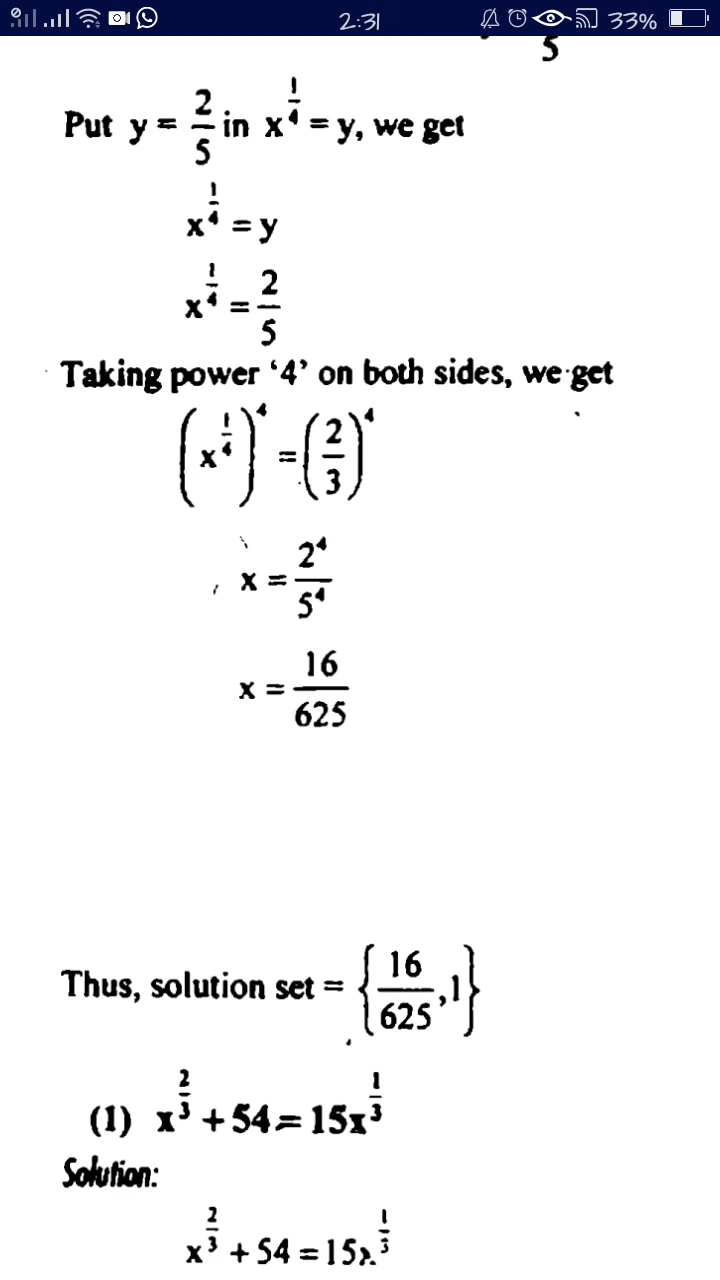 2:31 33%
5
Put y = 2/5 in x^(1/4) = y, we get
x^(1/4) = y
x^(1/4) = 2/5
Taking power ‘4’ on both sides, we get
(x^(1/4))^4 = (2/3)^4
x = 2^4/5^4
x = 16/625
Thus, solution set = {16/625, 1}
(1) x^(2/3) + 54 = 15x^(1/3)
Solution:
x^(2/3) + 54 = 15x^(1/3)